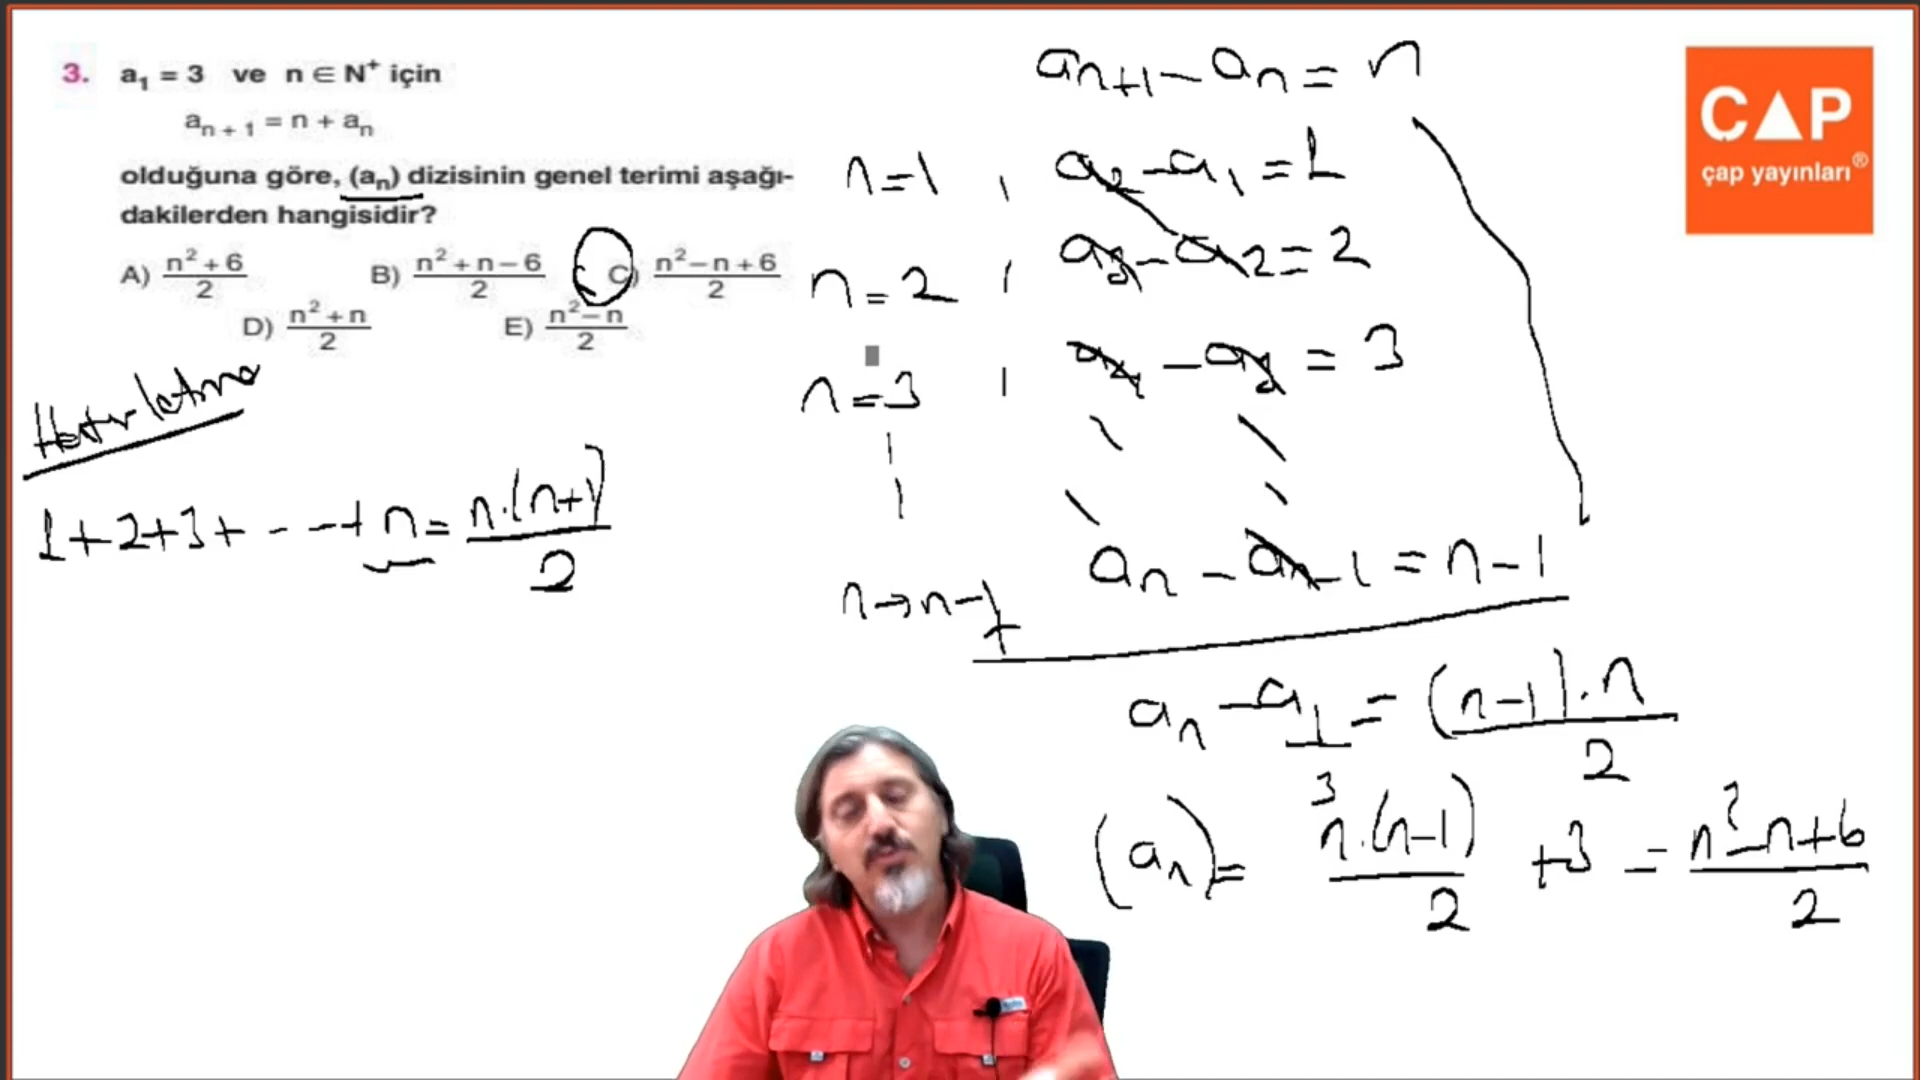 3. a₁ = 3 ve n ∈ N⁺ için
aₙ₊₁ = n + aₙ
olduğuna göre, (aₙ) dizisinin genel terimi aşağı-
dakilerden hangisidir?
A) (n² + 6)/2 B) (n² + n − 6)/2 C) (n² − n + 6)/2
D) (n² + n)/2 E) (n² − n)/2
Hatırlatma
1+2+3+ - - -+ n = n.(n+1)/2
aₙ₊₁ − aₙ = n
n=1 , a₂ − a₁ = 1
n=2 , a₃ − a₂ = 2
n=3 , a₄ − a₃ = 3
n→n−1 aₙ − aₙ₋₁ = n−1
+
aₙ − a₁ = (n−1).n/2
3
(aₙ) = n.(n−1)/2 +3 = (n²−n+6)/2
ÇAP
çap yayınları®